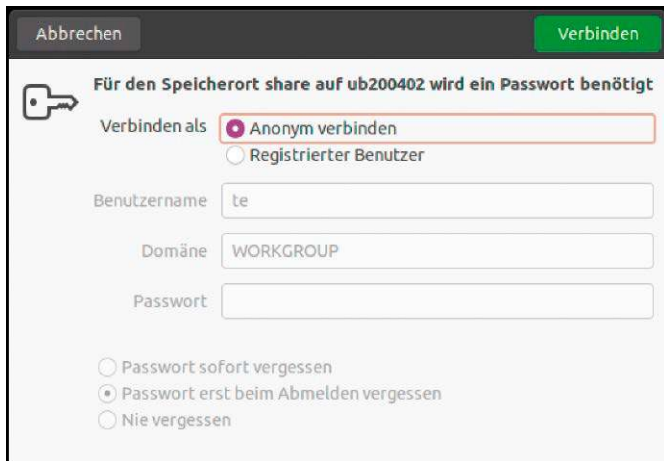 Abbrechen
Verbinden
Für den Speicherort share auf ub200402 wird ein Passwort benötigt
Verbinden als
Anonym verbinden
Registrierter Benutzer
Benutzername te
Domäne WORKGROUP
Passwort
Passwort sofort vergessen
Passwort erst beim Abmelden vergessen
Nie vergessen